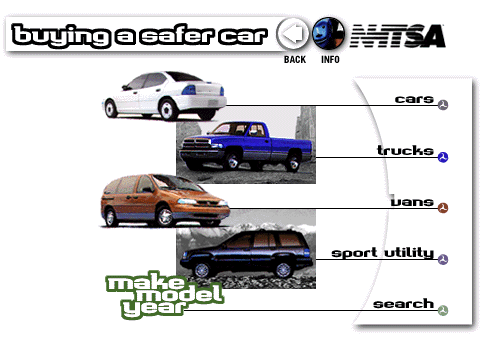 buying a safer car
NHTSA
BACK INFO
cars
trucks
vans
sport utility
make
model
year
search